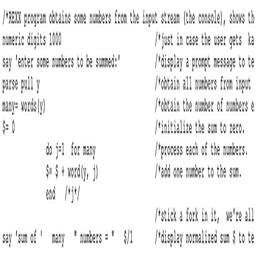 /*REXX program obtains some numbers from the input stream (the console), shows th
numeric digits 1000 /*just in case the user gets ka
say 'enter some numbers to be summed:' /*display a prompt message to te
parse pull y /*obtain all numbers from input
many= words(y) /*obtain the number of numbers e
$= 0 /*initialize the sum to zero.
do j=1 for many /*process each of the numbers.
$= $ + word(y, j) /*add one number to the sum.
end /*j*/
/*stick a fork in it, we're all
say 'sum of ' many " numbers = " $/1 /*display normalized sum $ to te